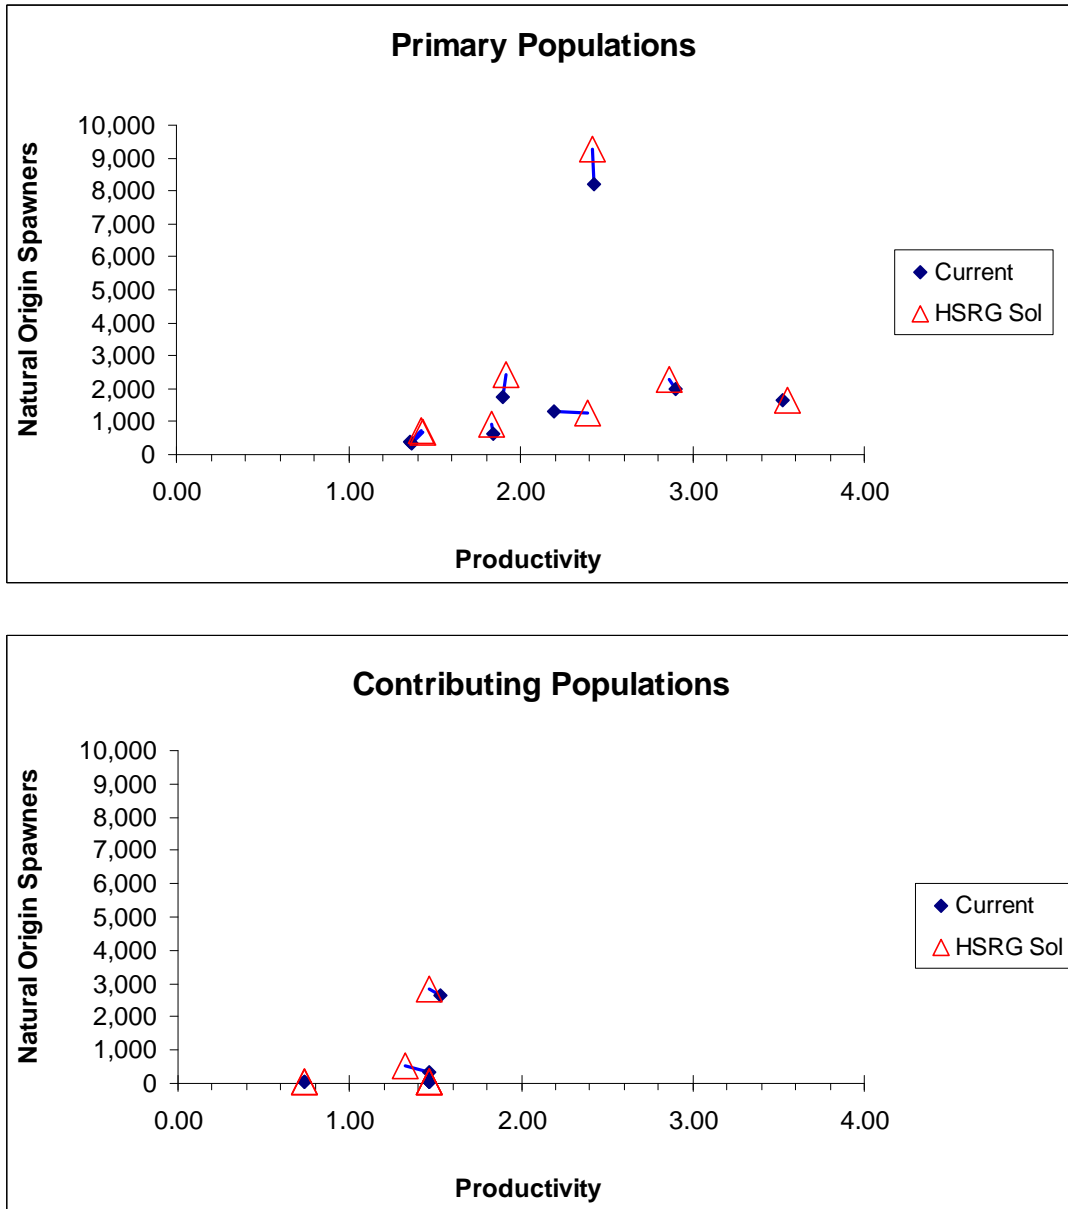 Primary Populations
Natural Origin Spawners
10,000
9,000
8,000
7,000
6,000
5,000
4,000
3,000
2,000
1,000
0
0.00 1.00 2.00 3.00 4.00
Productivity
Current
HSRG Sol
Contributing Populations
Natural Origin Spawners
10,000
9,000
8,000
7,000
6,000
5,000
4,000
3,000
2,000
1,000
0
0.00 1.00 2.00 3.00 4.00
Productivity
Current
HSRG Sol